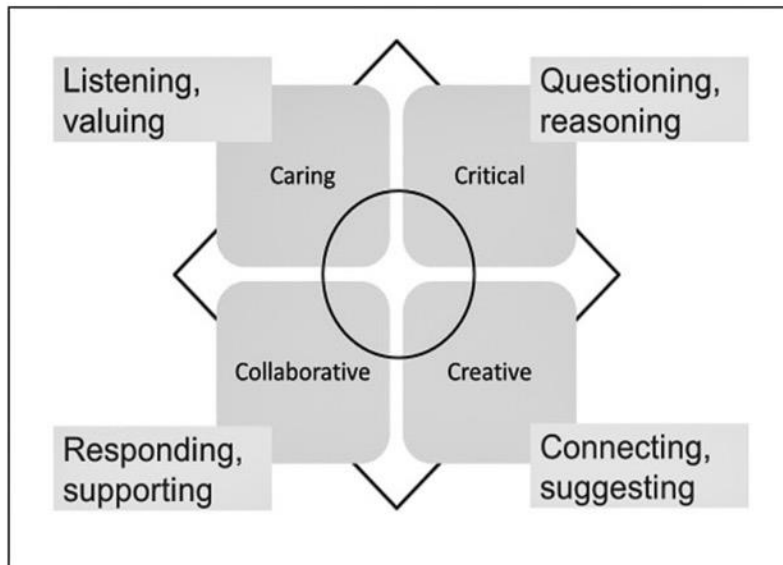 Listening,
valuing
Questioning,
reasoning
Caring
Critical
Collaborative
Creative
Responding,
supporting
Connecting,
suggesting